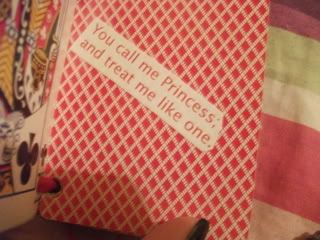 You call me Princess,
and treat me like one.